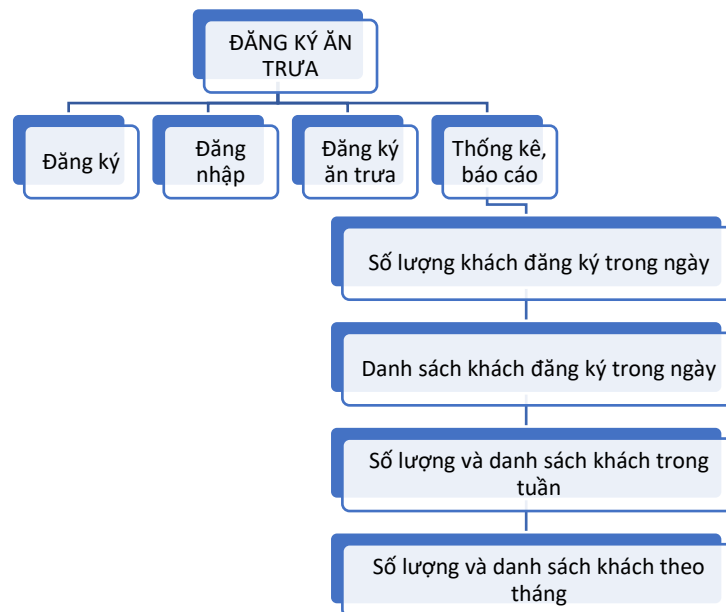 ĐĂNG KÝ ĂN
TRƯA
Đăng ký
Đăng
nhập
Đăng ký
ăn trưa
Thống kê,
báo cáo
Số lượng khách đăng ký trong ngày
Danh sách khách đăng ký trong ngày
Số lượng và danh sách khách trong
tuần
Số lượng và danh sách khách theo
tháng